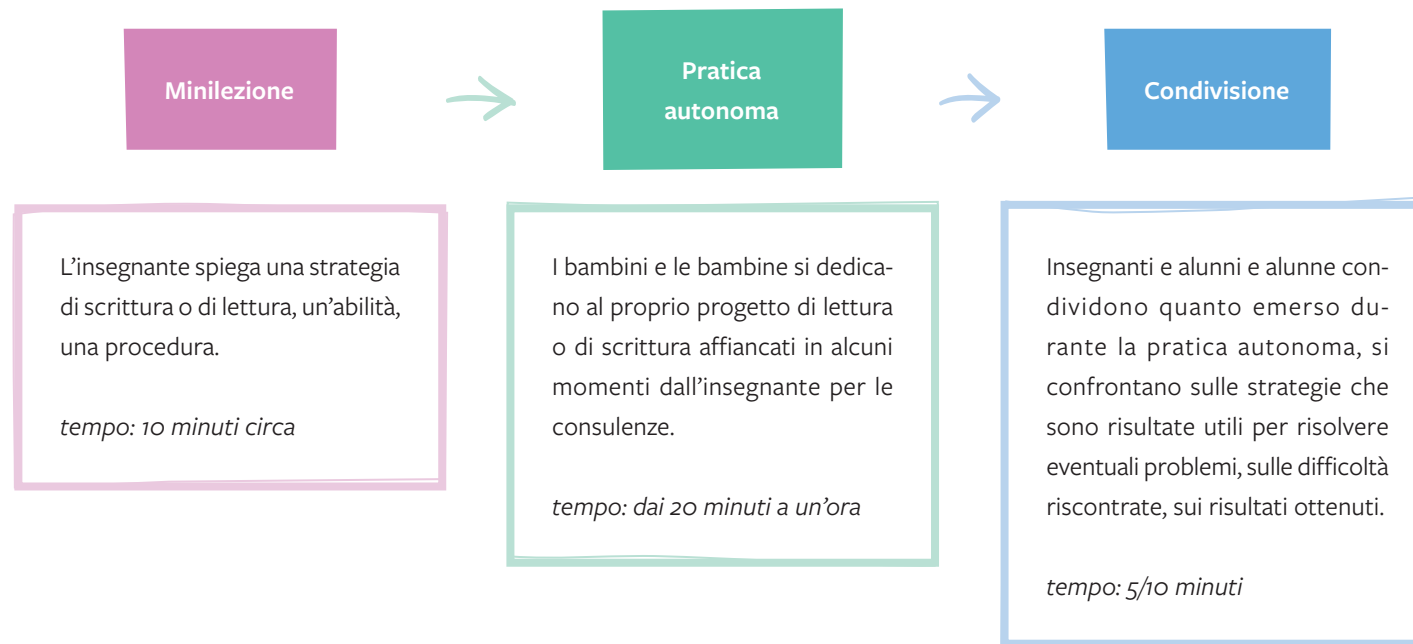 Minilezione
Pratica
autonoma
Condivisione
L'insegnante spiega una strategia
di scrittura o di lettura, un'abilità,
una procedura.
tempo: 10 minuti circa
I bambini e le bambine si dedica-
no al proprio progetto di lettura
o di scrittura affiancati in alcuni
momenti dall'insegnante per le
consulenze.
tempo: dai 20 minuti a un'ora
Insegnanti e alunni e alunne con-
dividono quanto emerso du-
rante la pratica autonoma, si
confrontano sulle strategie che
sono risultate utili per risolvere
eventuali problemi, sulle difficoltà
riscontrate, sui risultati ottenuti.
tempo: 5/10 minuti